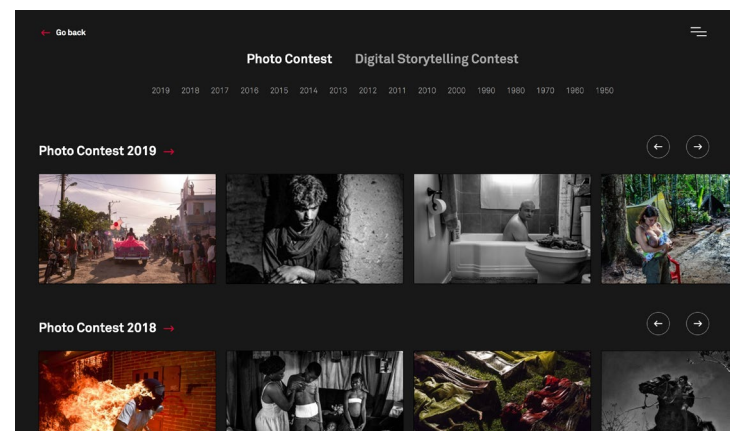 Go back
Photo Contest Digital Storytelling Contest
2019 2018 2017 2016 2015 2014 2013 2012 2011 2010 2000 1990 1980 1970 1960 1950
Photo Contest 2019
Photo Contest 2018